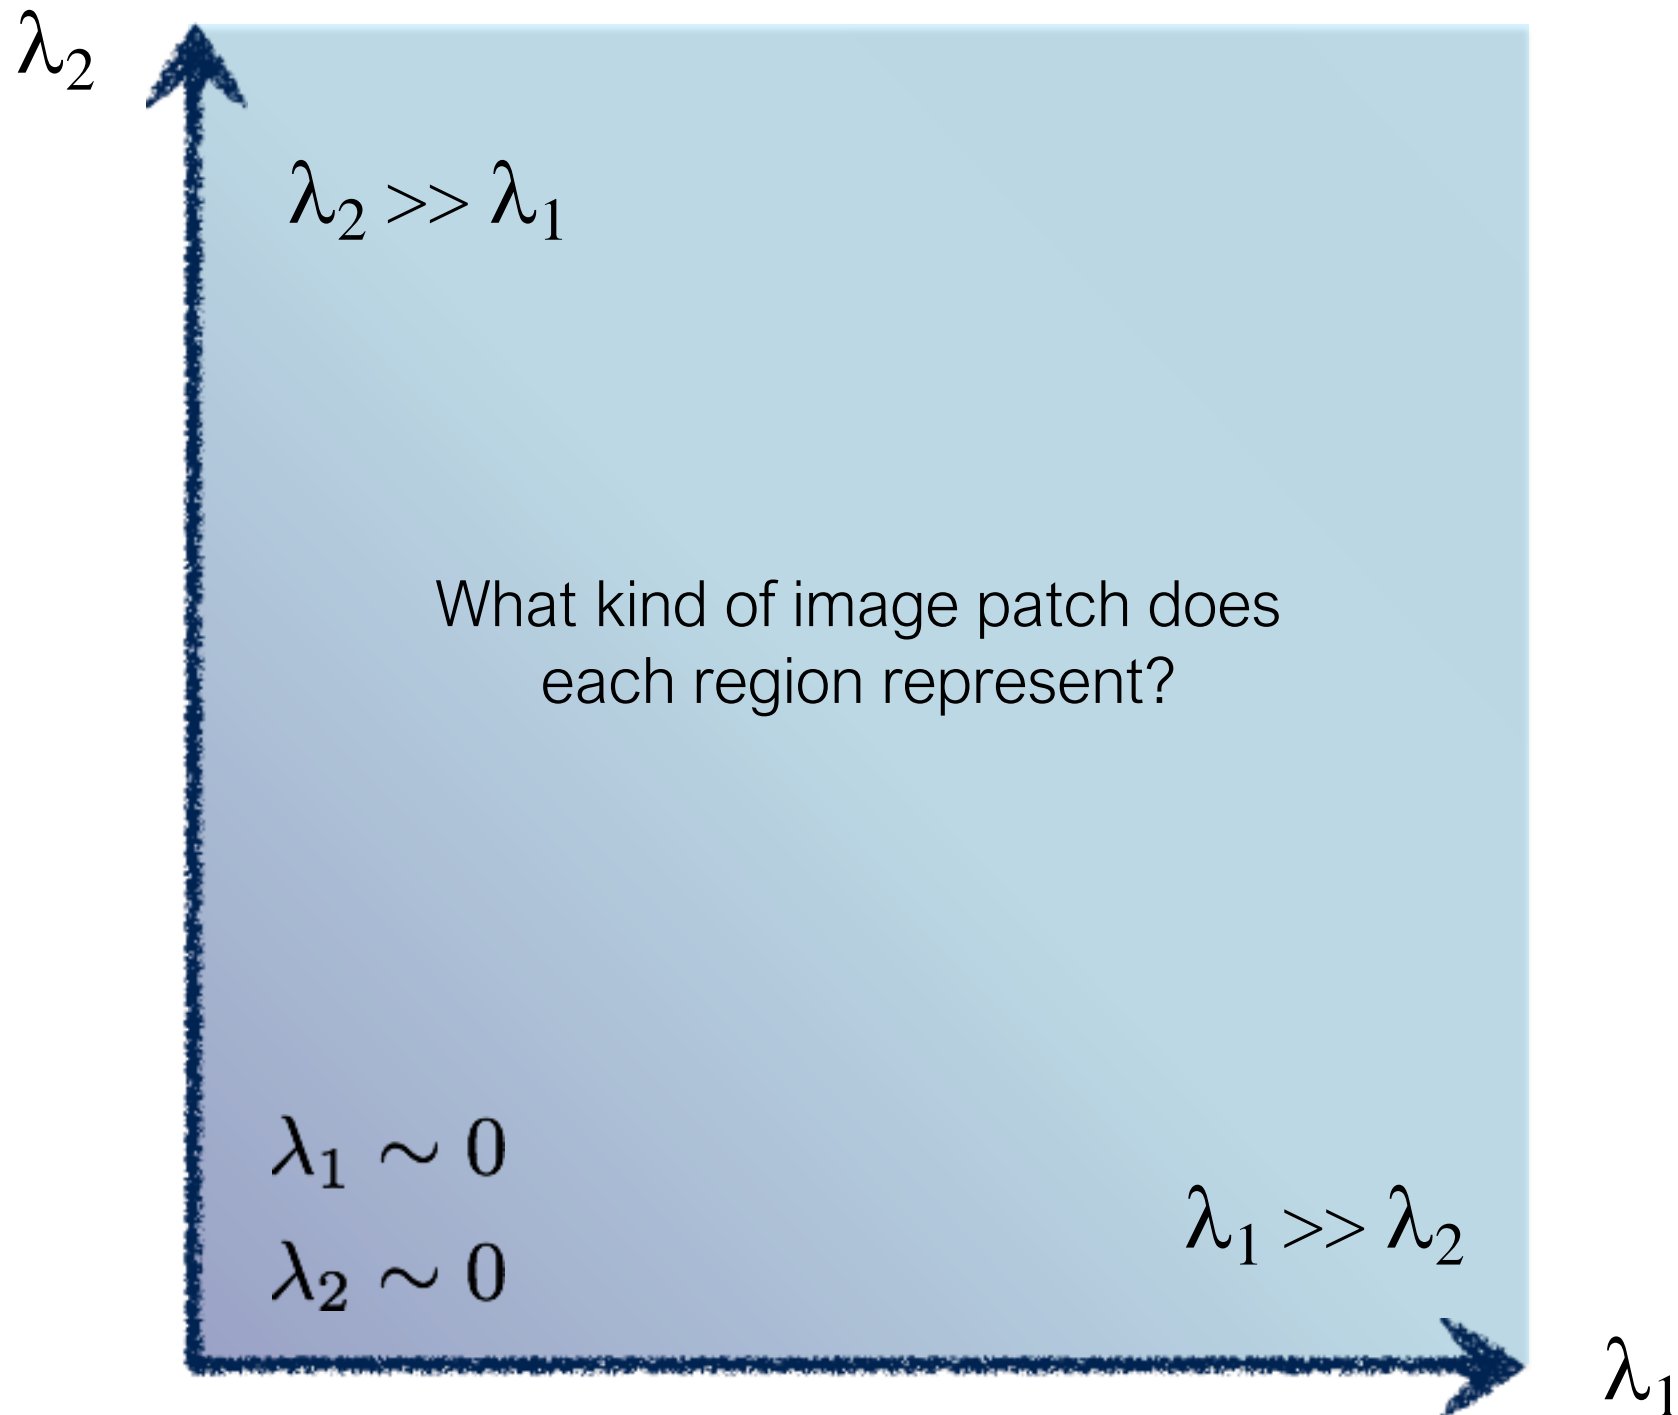 λ₂
λ₂ >> λ₁
What kind of image patch does
each region represent?
λ₁ ∼ 0
λ₂ ∼ 0
λ₁ >> λ₂
λ₁